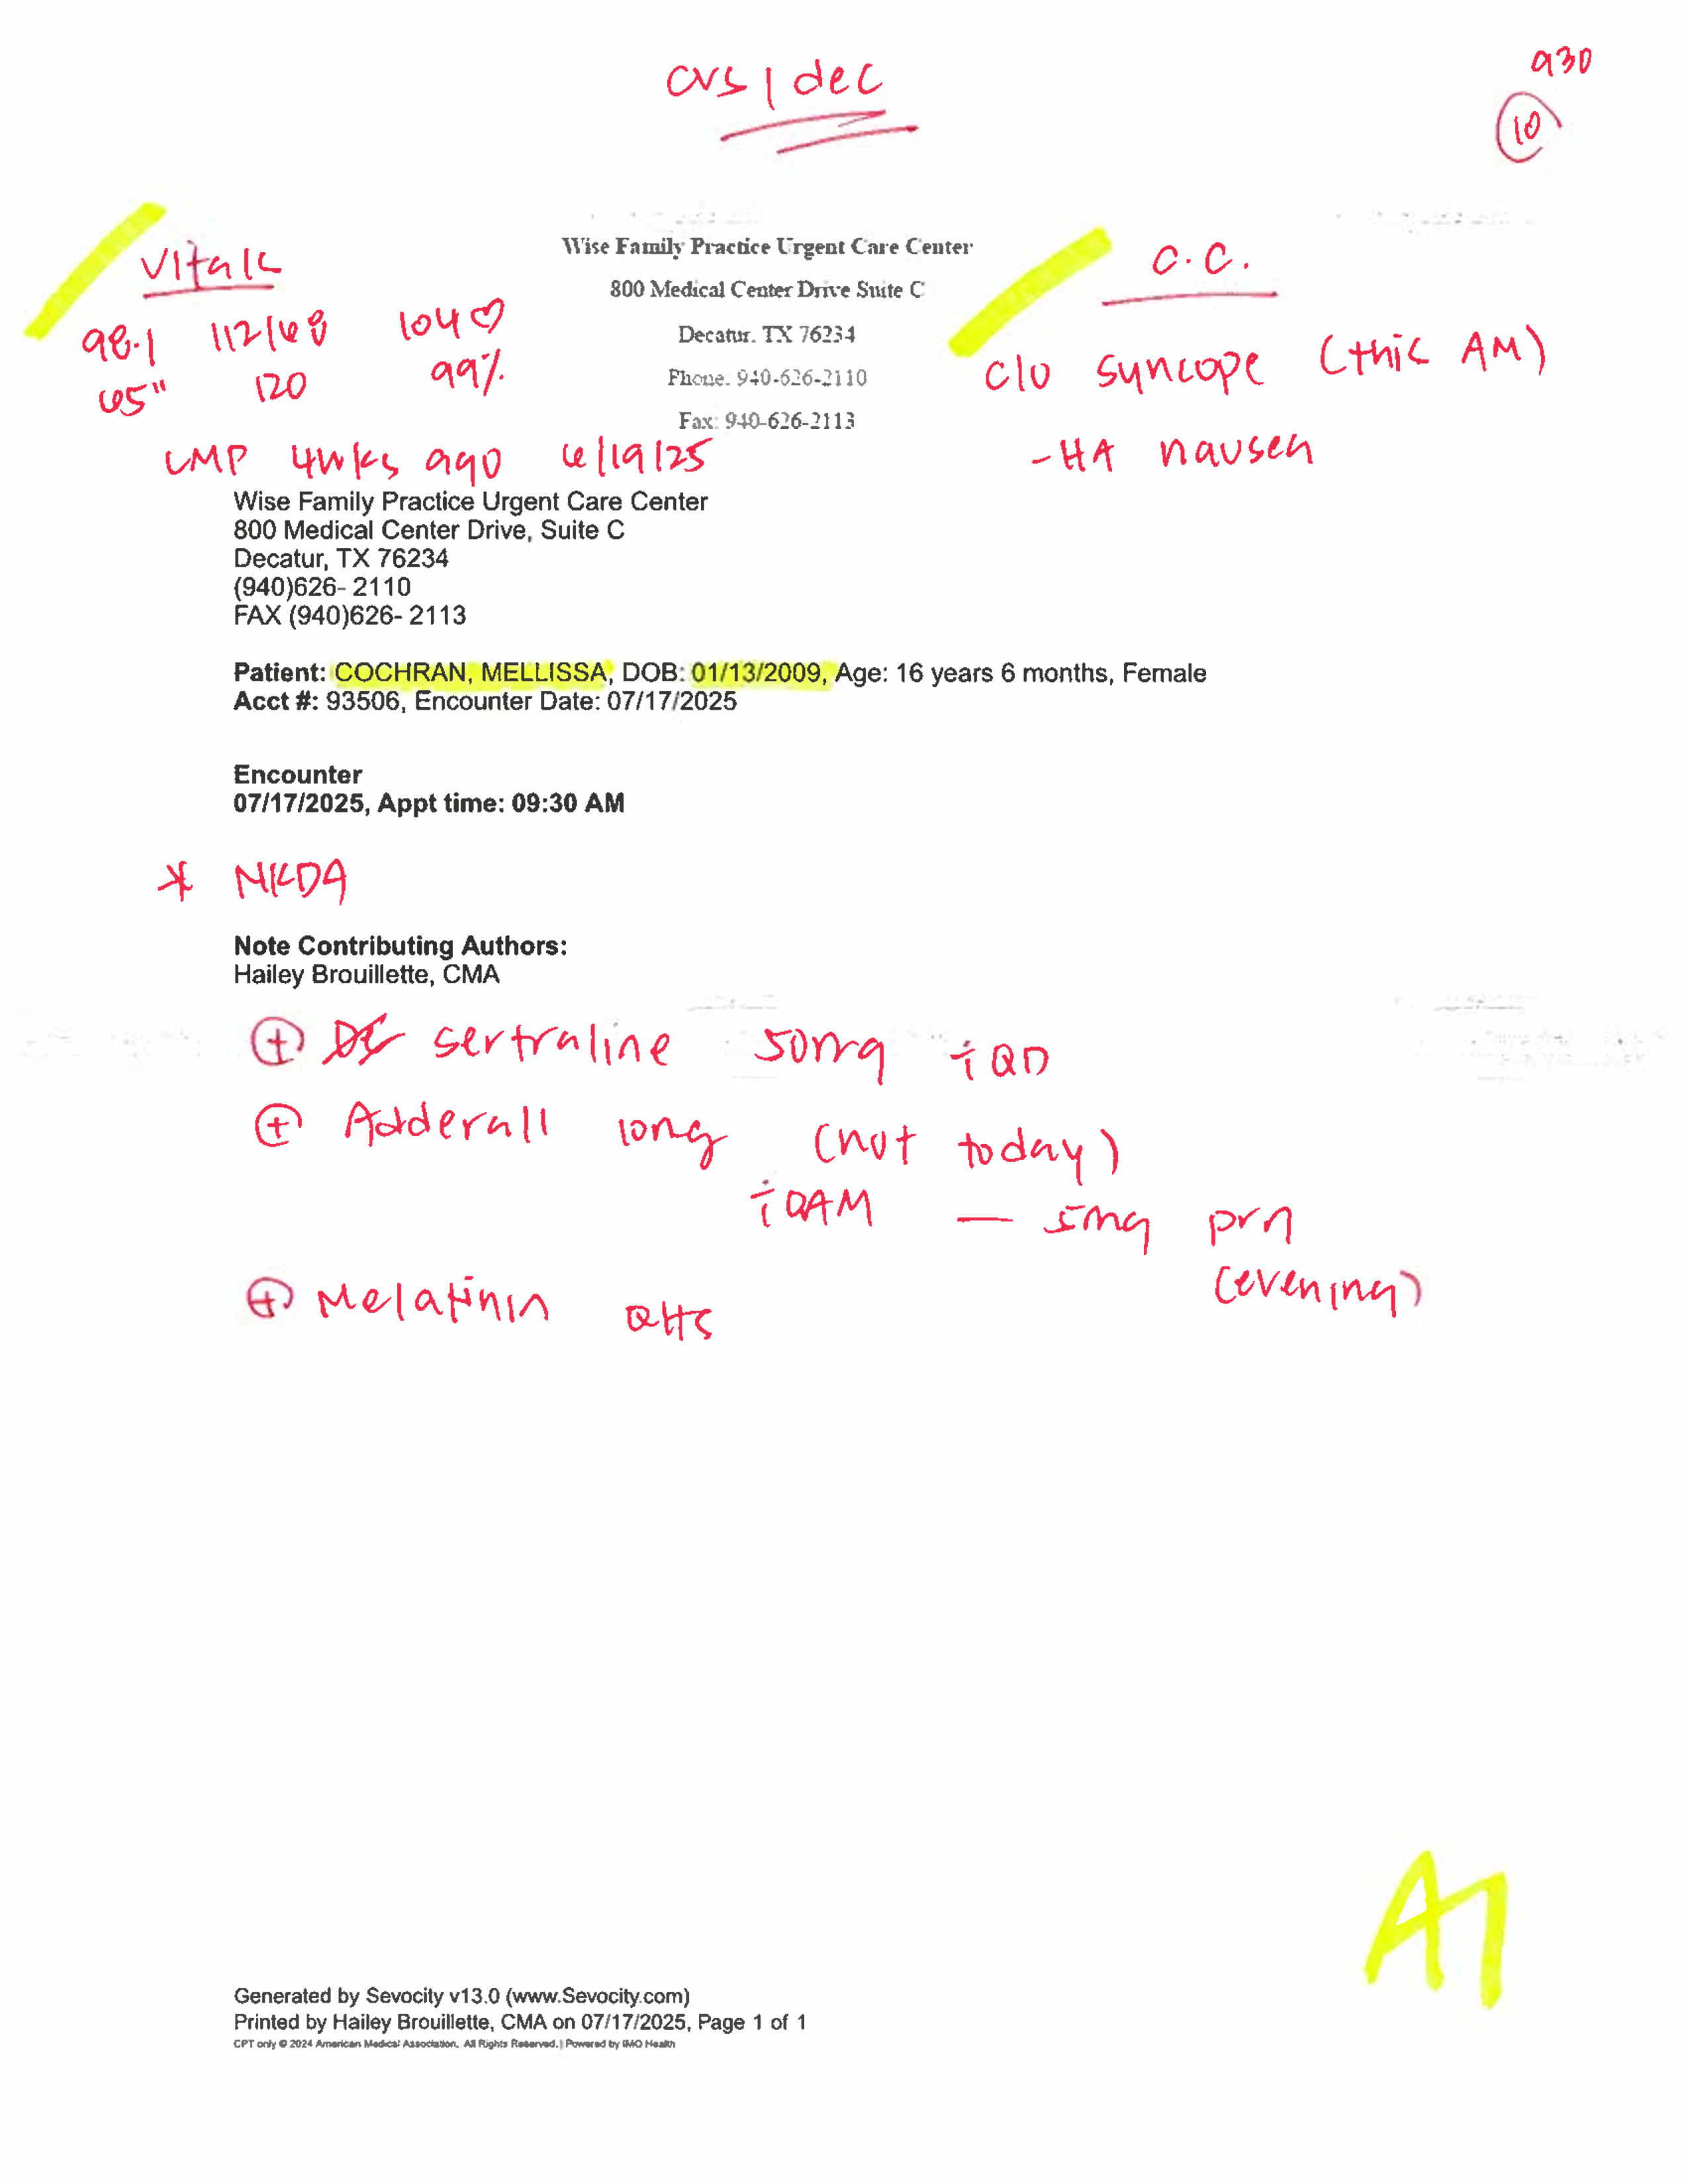 CVS | dec
930
10
Vitals
98.1 112/68 104 ♡
65" 120 99%
LMP 4wks ago 6/19/25
Wise Family Practice Urgent Care Center
800 Medical Center Drive Suite C
Decatur, TX 76234
Phone: 940-626-2110
Fax: 940-626-2113
C.C.
c/o syncope (this AM)
- HA nausea
Wise Family Practice Urgent Care Center
800 Medical Center Drive, Suite C
Decatur, TX 76234
(940)626- 2110
FAX (940)626- 2113
Patient: COCHRAN, MELLISSA, DOB: 01/13/2009, Age: 16 years 6 months, Female
Acct #: 93506, Encounter Date: 07/17/2025
Encounter
07/17/2025, Appt time: 09:30 AM
* NKDA
Note Contributing Authors:
Hailey Brouillette, CMA
⊕ sertraline 50mg i QD
⊕ Adderall (not today)
i QAM — 5mg prn
(evening)
⊕ Melatinin QHS
Generated by Sevocity v13.0 (www.Sevocity.com)
Printed by Hailey Brouillette, CMA on 07/17/2025, Page 1 of 1
CPT only © 2024 American Medical Association. All Rights Reserved. | Powered by IMO Health